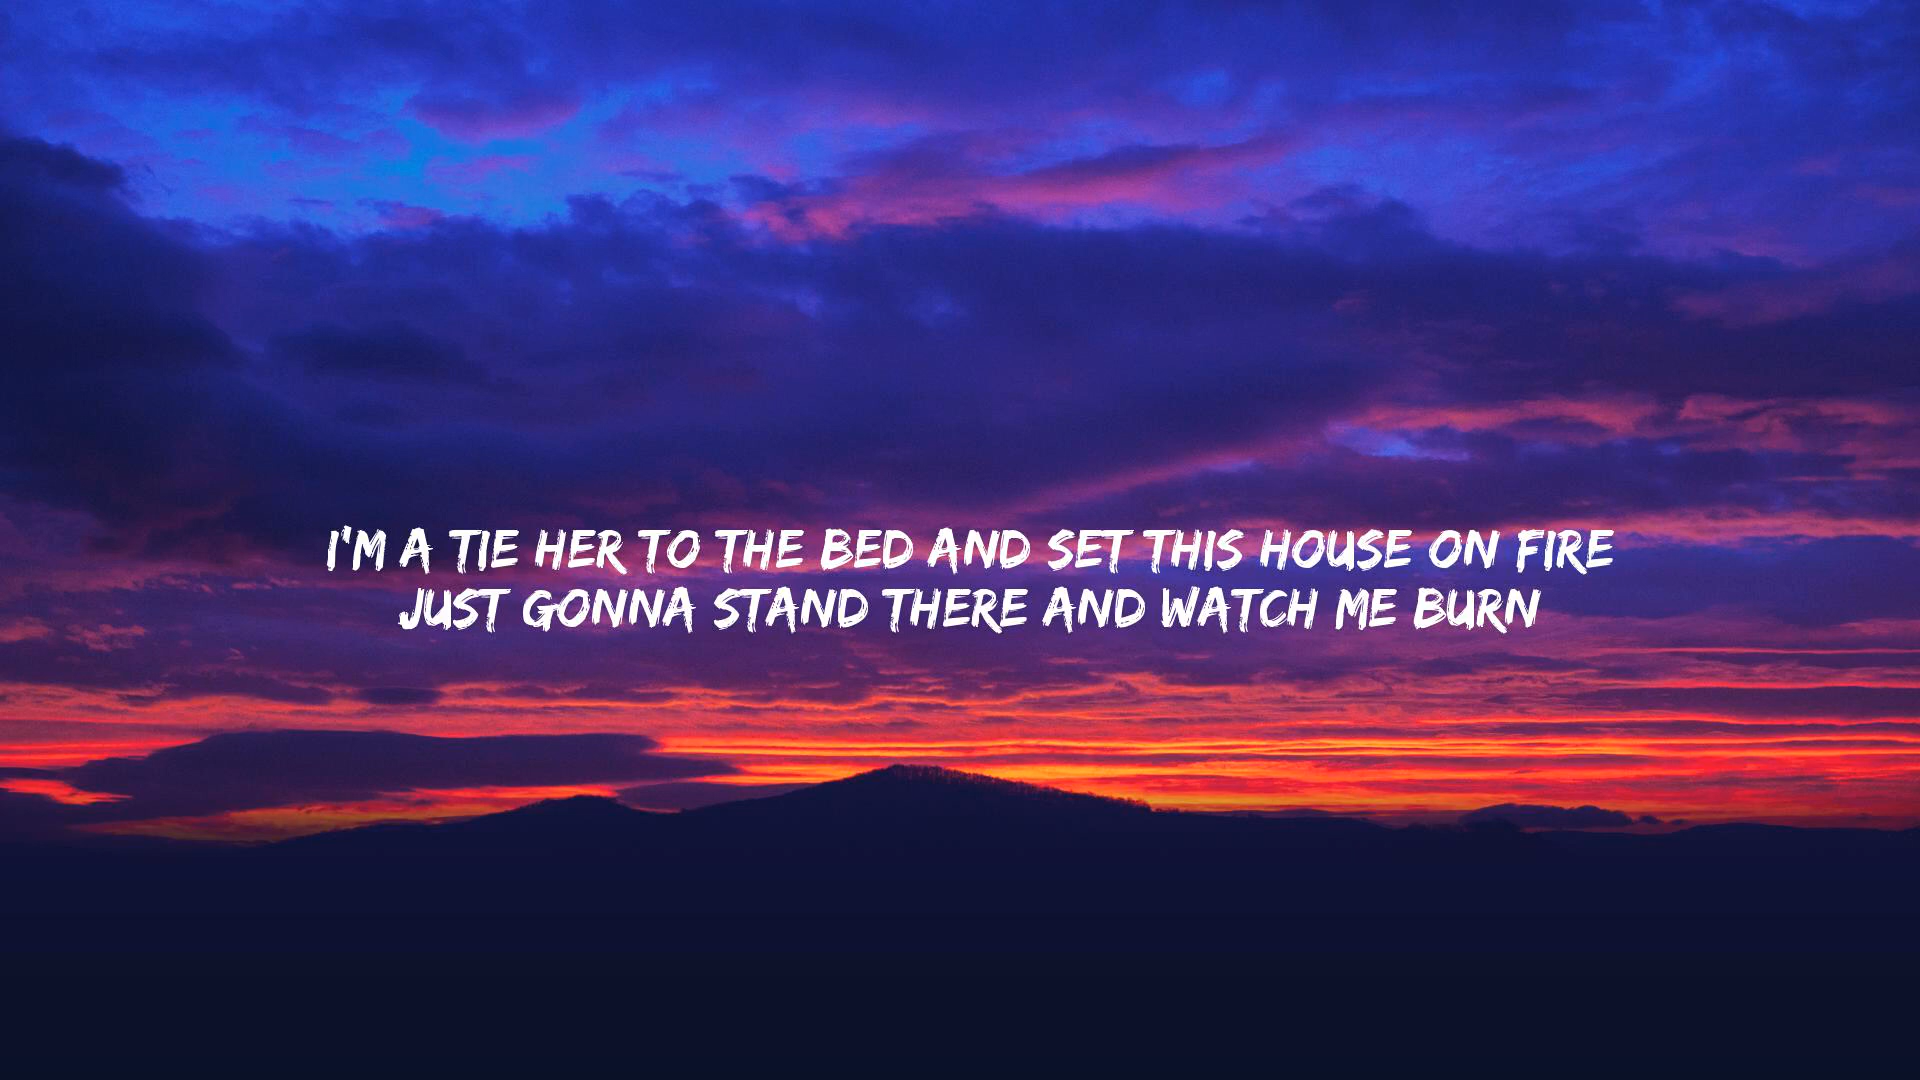 I'M A TIE HER TO THE BED AND SET THIS HOUSE ON FIRE
JUST GONNA STAND THERE AND WATCH ME BURN